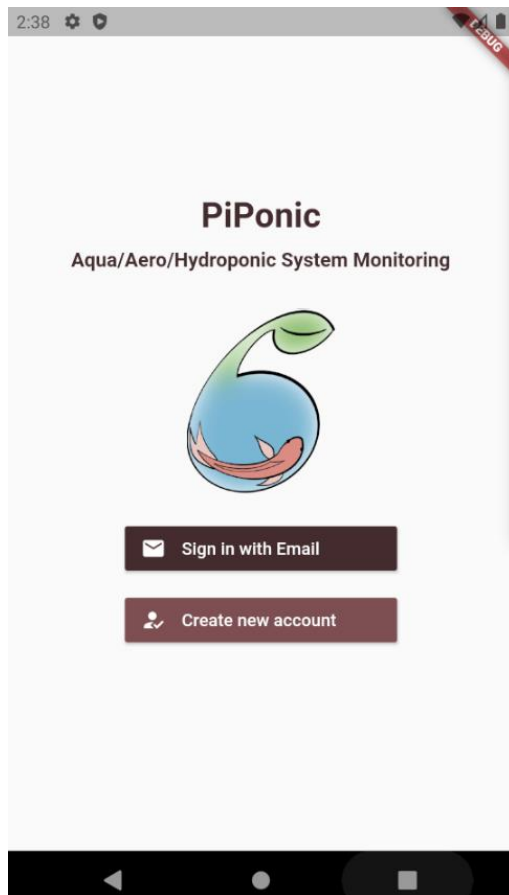 2:38
DEBUG
PiPonic
Aqua/Aero/Hydroponic System Monitoring
Sign in with Email
Create new account